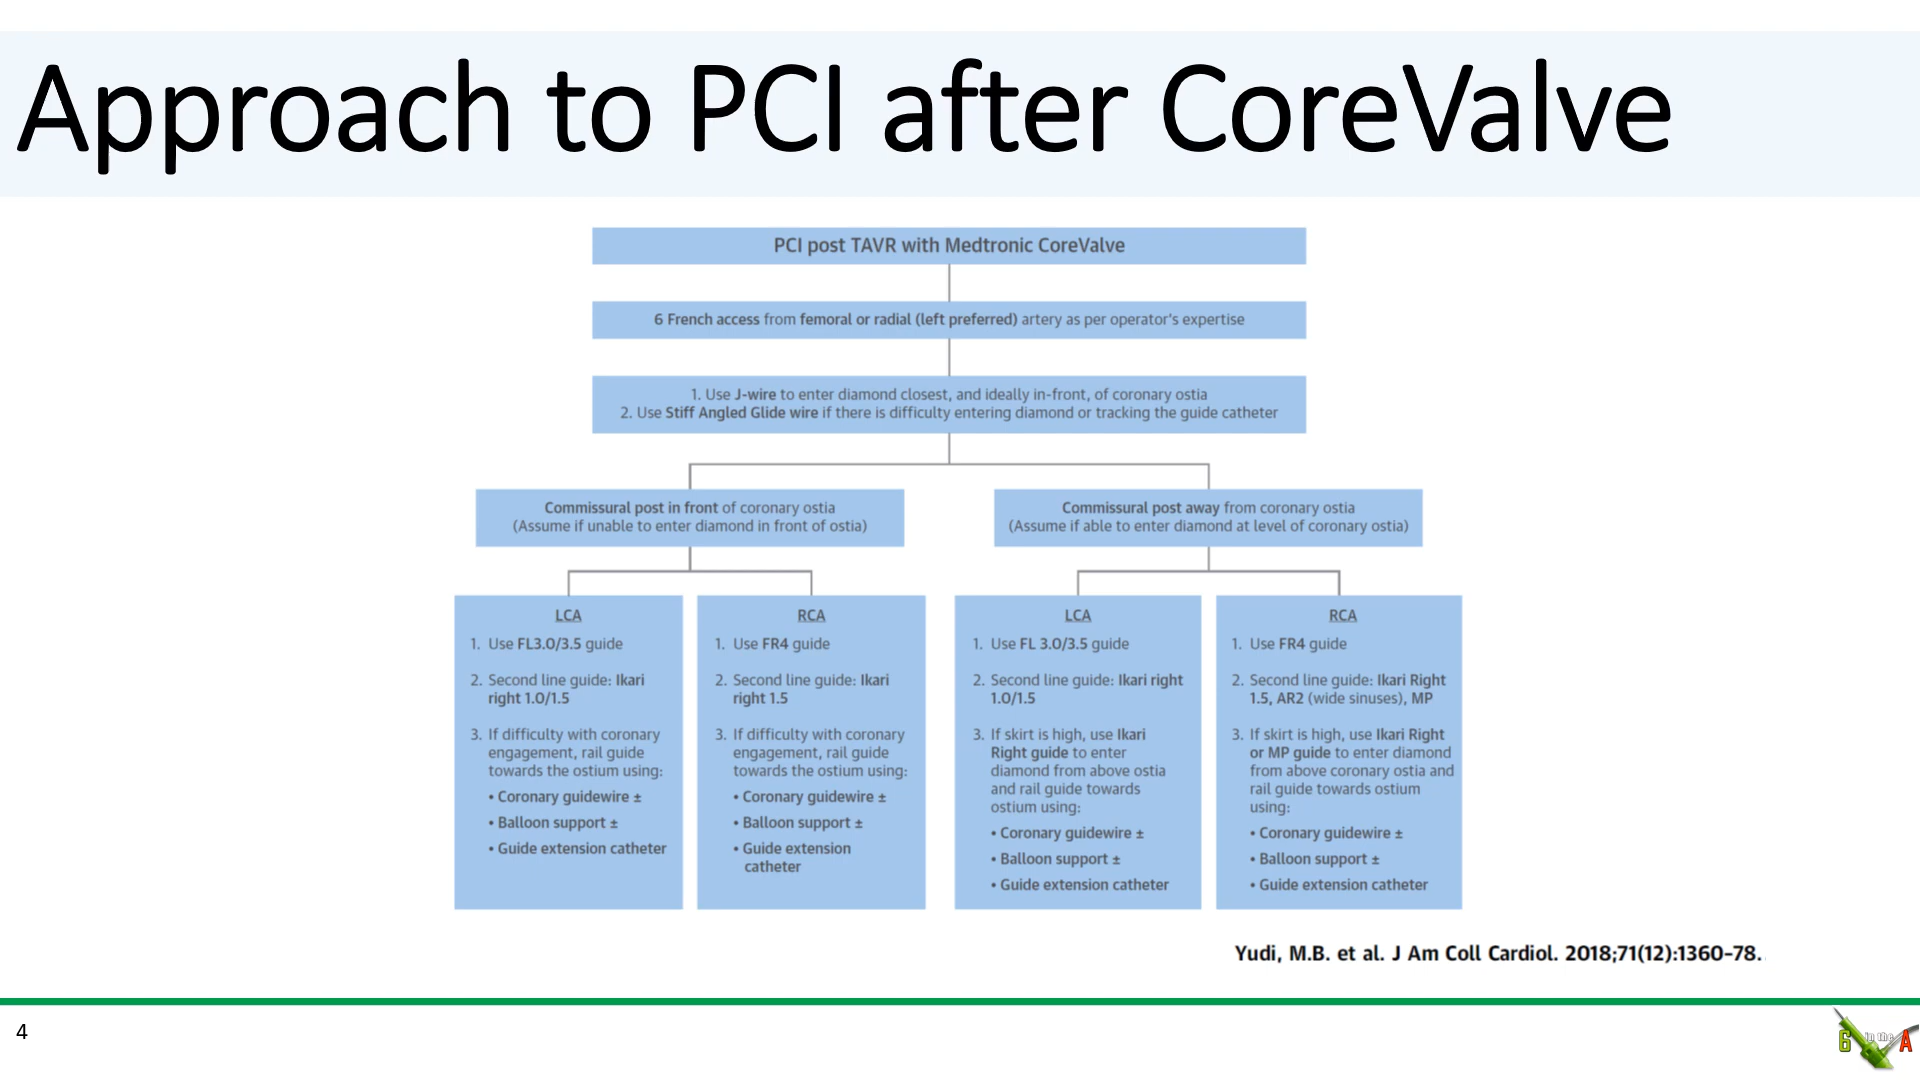 Approach to PCI after CoreValve
PCI post TAVR with Medtronic CoreValve
6 French access from femoral or radial (left preferred) artery as per operator's expertise
1. Use J-wire to enter diamond closest, and ideally in-front, of coronary ostia
2. Use Stiff Angled Glide wire if there is difficulty entering diamond or tracking the guide catheter
Commissural post in front of coronary ostia
(Assume if unable to enter diamond in front of ostia)
Commissural post away from coronary ostia
(Assume if able to enter diamond at level of coronary ostia)
LCA
1. Use FL3.0/3.5 guide
2. Second line guide: Ikari
right 1.0/1.5
3. If difficulty with coronary
engagement, rail guide
towards the ostium using:
• Coronary guidewire ±
• Balloon support ±
• Guide extension catheter
RCA
1. Use FR4 guide
2. Second line guide: Ikari
right 1.5
3. If difficulty with coronary
engagement, rail guide
towards the ostium using:
• Coronary guidewire ±
• Balloon support ±
• Guide extension
catheter
LCA
1. Use FL 3.0/3.5 guide
2. Second line guide: Ikari right
1.0/1.5
3. If skirt is high, use Ikari
Right guide to enter
diamond from above ostia
and rail guide towards
ostium using:
• Coronary guidewire ±
• Balloon support ±
• Guide extension catheter
RCA
1. Use FR4 guide
2. Second line guide: Ikari Right
1.5, AR2 (wide sinuses), MP
3. If skirt is high, use Ikari Right
or MP guide to enter diamond
from above coronary ostia and
rail guide towards ostium
using:
• Coronary guidewire ±
• Balloon support ±
• Guide extension catheter
Yudi, M.B. et al. J Am Coll Cardiol. 2018;71(12):1360–78.
4
6 in the A